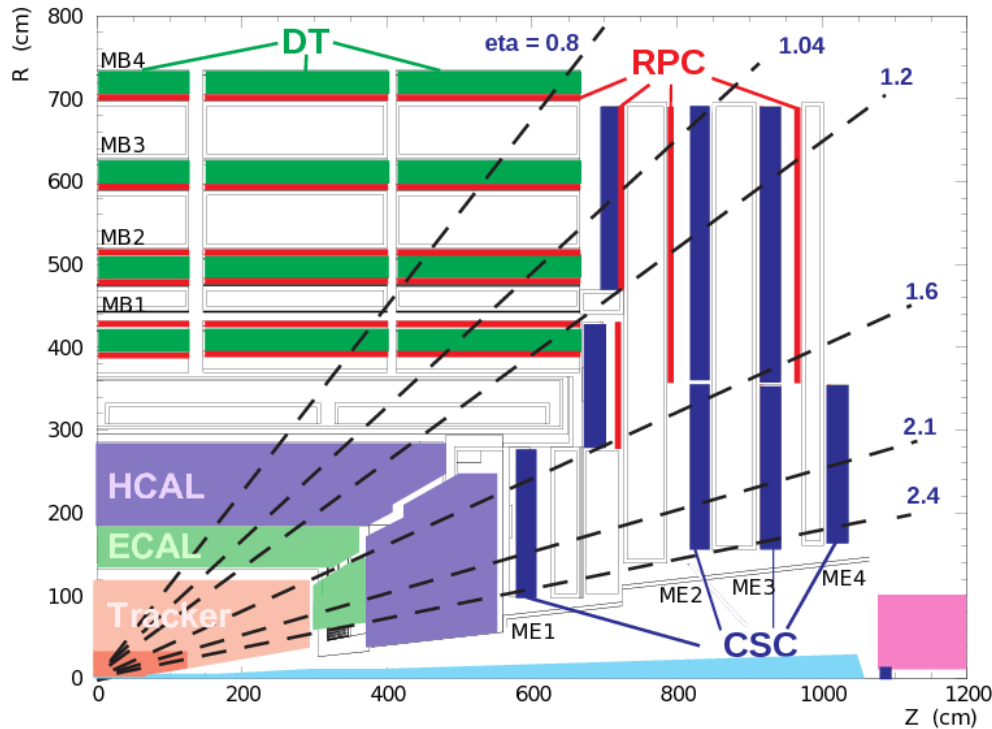 R (cm)
800
700
600
500
400
300
200
100
0
MB4
MB3
MB2
MB1
DT
eta = 0.8
1.04
1.2
RPC
1.6
2.1
2.4
HCAL
ECAL
Tracker
ME1
ME2
ME3
ME4
CSC
0
200
400
600
800
1000
1200
Z (cm)